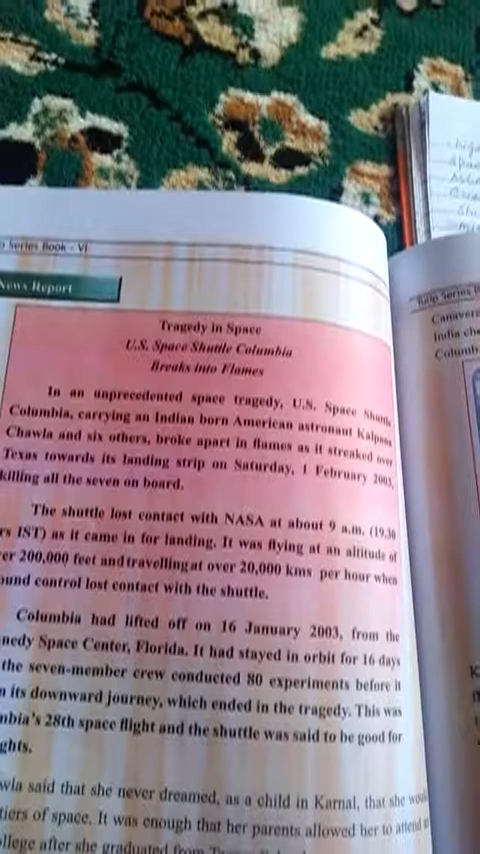 Series Book - VI
News Report
Tragedy in Space
U.S. Space Shuttle Columbia
Breaks into Flames
In an unprecedented space tragedy, U.S. Space Shuttle
Columbia, carrying an Indian born American astronaut Kalpana
Chawla and six others, broke apart in flames as it streaked over
Texas towards its landing strip on Saturday, 1 February 2003,
killing all the seven on board.
The shuttle lost contact with NASA at about 9 a.m. (19.30
rs IST) as it came in for landing. It was flying at an altitude of
er 200,000 feet and travelling at over 20,000 kms per hour when
ound control lost contact with the shuttle.
Columbia had lifted off on 16 January 2003, from the
nedy Space Center, Florida. It had stayed in orbit for 16 days
the seven-member crew conducted 80 experiments before it
n its downward journey, which ended in the tragedy. This was
mbia's 28th space flight and the shuttle was said to be good for
ghts.
wla said that she never dreamed, as a child in Karnal, that she would
tiers of space. It was enough that her parents allowed her to attend
ollege after she graduated from
Tulip Series
Canaver
India ch
Columb